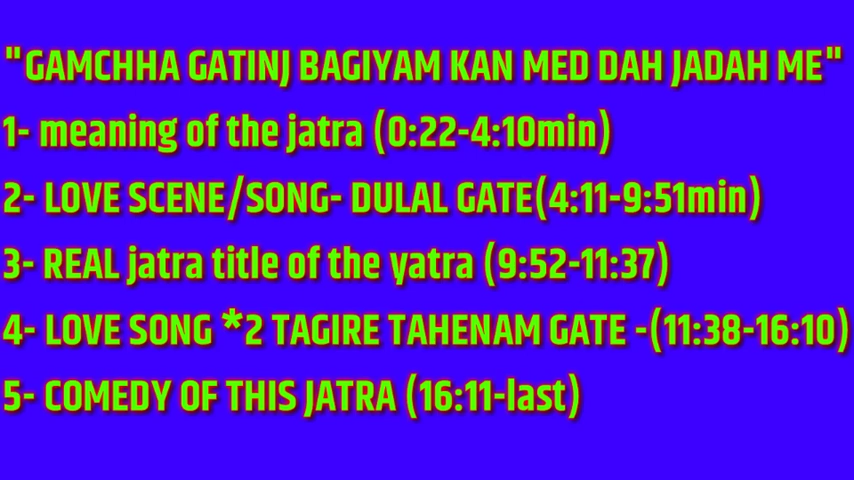 "GAMCHHA GATINJ BAGIYAM KAN MED DAH JADAH ME"
1- meaning of the jatra (0:22-4:10min)
2- LOVE SCENE/SONG- DULAL GATE(4:11-9:51min)
3- REAL jatra title of the yatra (9:52-11:37)
4- LOVE SONG *2 TAGIRE TAHENAM GATE -(11:38-16:10)
5- COMEDY OF THIS JATRA (16:11-last)